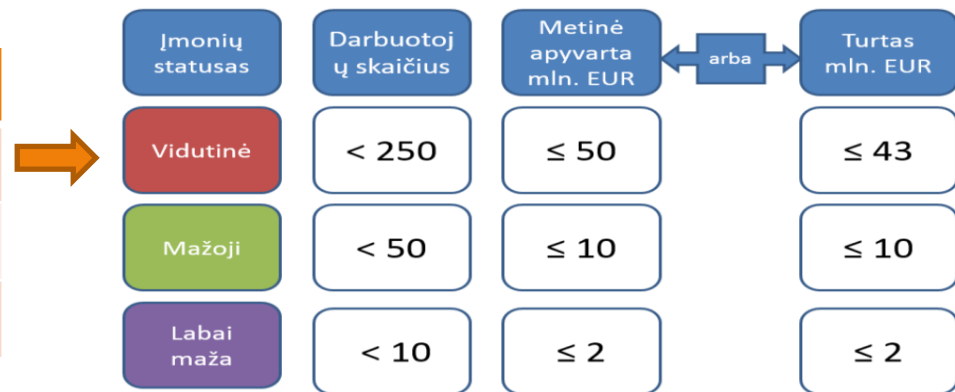 Įmonių
statusas
Darbuotoj
ų skaičius
Metinė
apyvarta
mln. EUR
arba
Turtas
mln. EUR
Vidutinė
< 250
≤ 50
≤ 43
Mažoji
< 50
≤ 10
≤ 10
Labai
maža
< 10
≤ 2
≤ 2